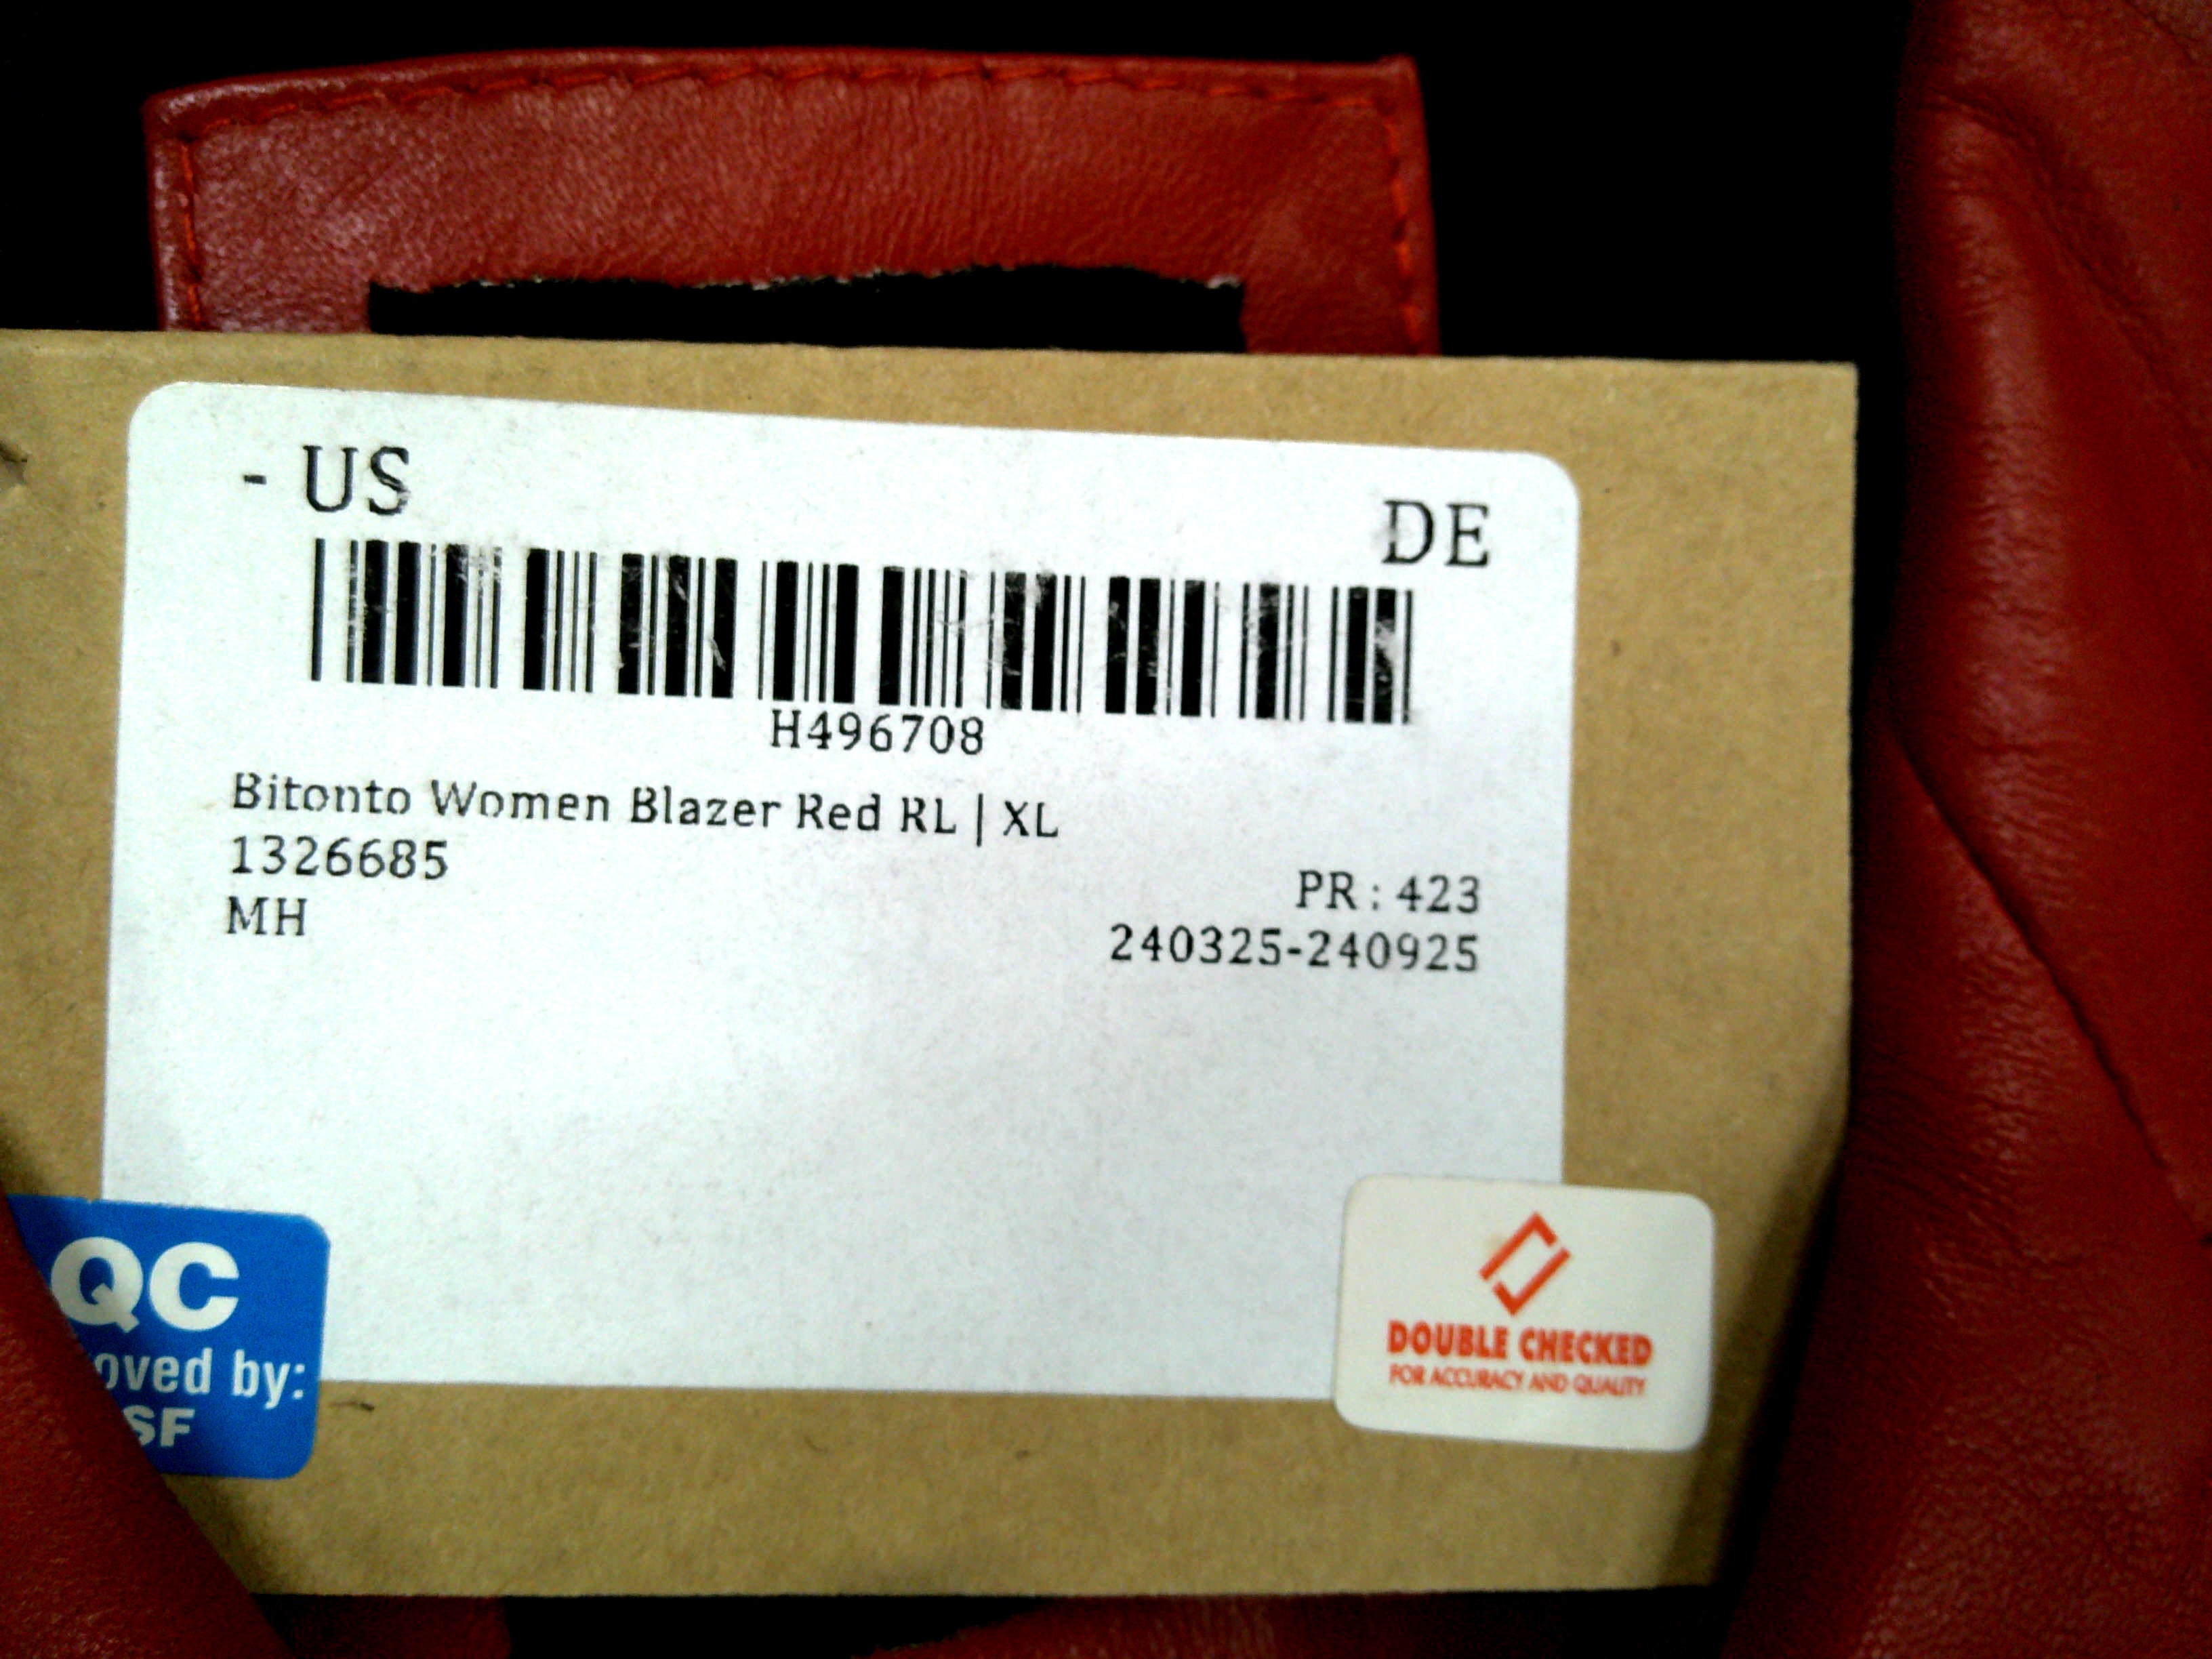 - US DE
H496708
Bitonto Women Blazer Red RL | XL
1326685
PR : 423
MH
240325-240925
QC
oved by:
SF
DOUBLE CHECKED
FOR ACCURACY AND QUALITY